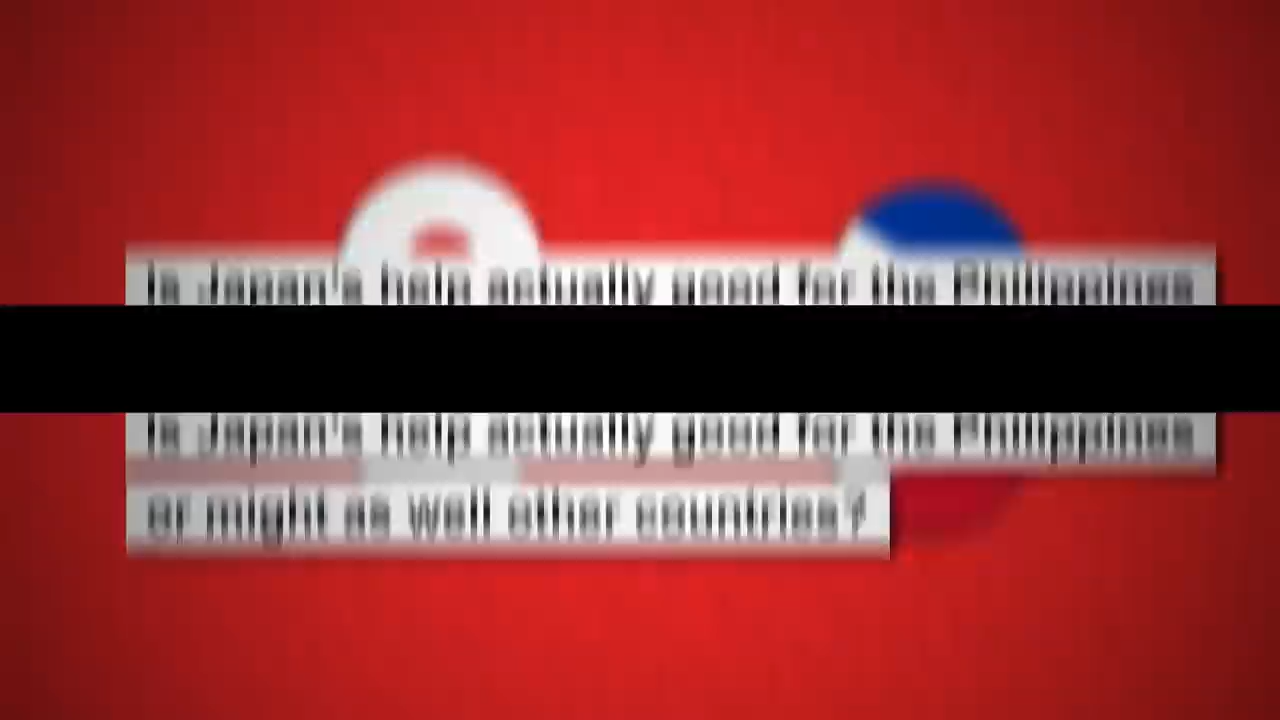 Is Japan's help actually good for the Philippines
Is Japan's help actually good for the Philippines
or might as well other countries?